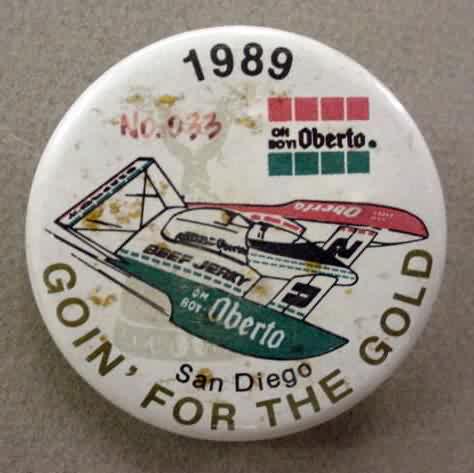 1989
No. 033
OH BOY! Oberto ®
Oberto
BEEF JERKY
OH BOY Oberto
San Diego
GOIN' FOR THE GOLD